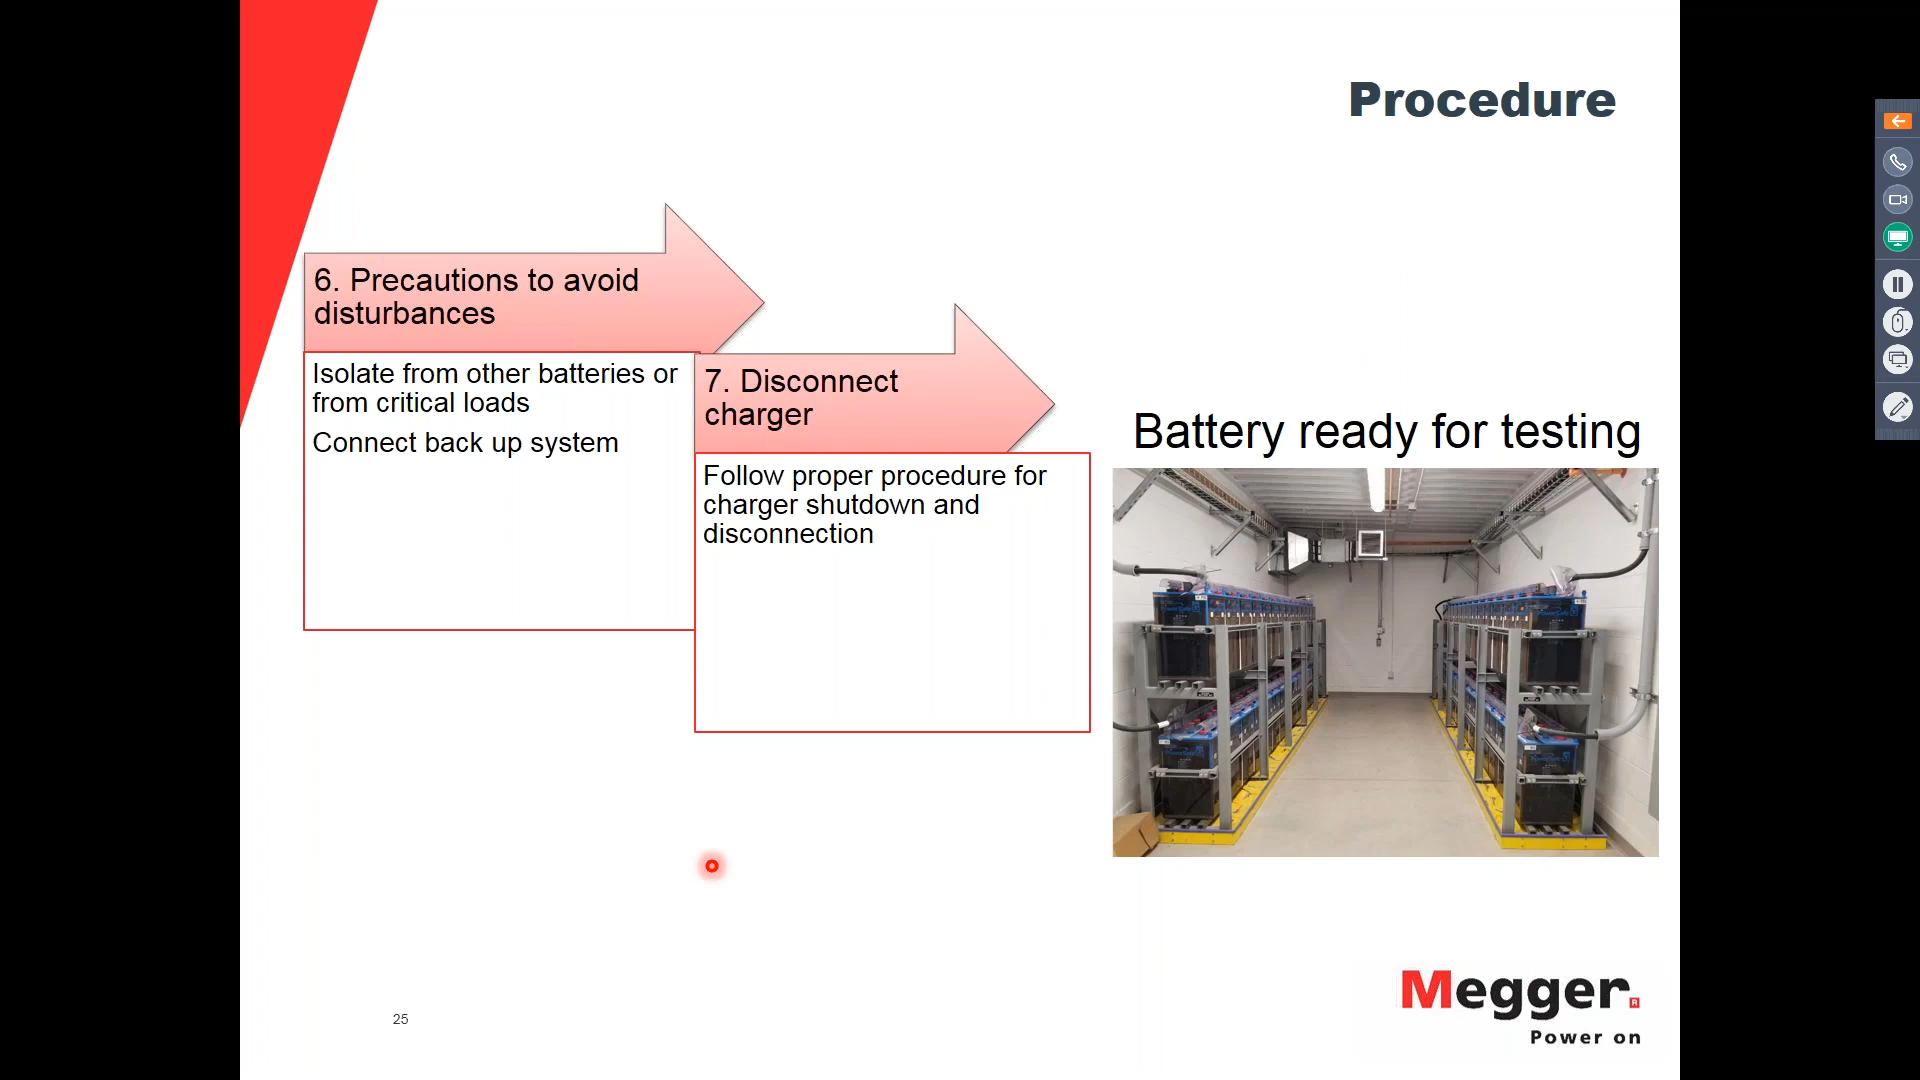 Procedure
6. Precautions to avoid
disturbances
Isolate from other batteries or
from critical loads
Connect back up system
7. Disconnect
charger
Follow proper procedure for
charger shutdown and
disconnection
Battery ready for testing
25
Megger
Power on